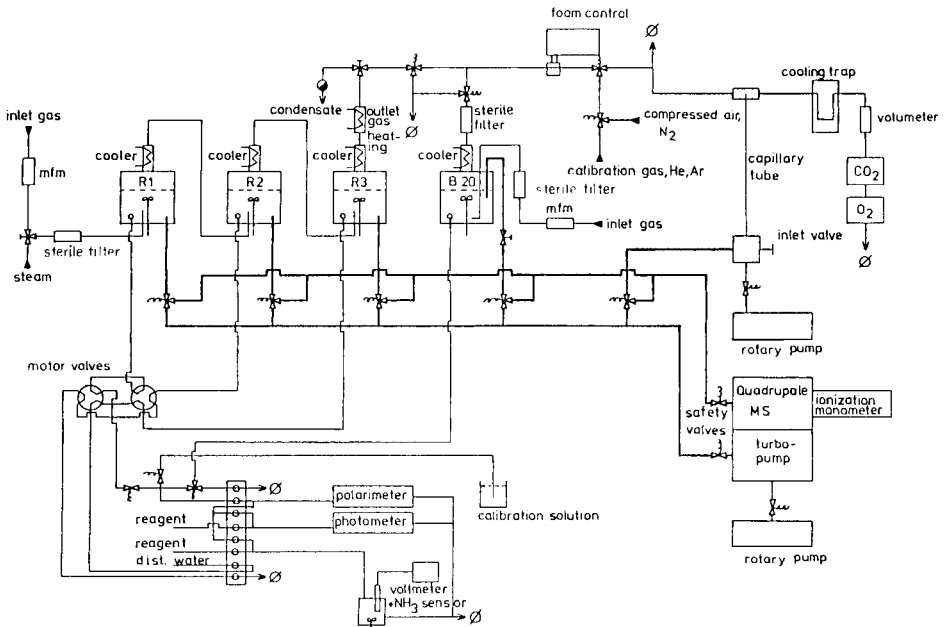 foam control
Ø
cooling trap
inlet gas
condensate
outlet
gas
heat-
ing
sterile
filter
Ø
compressed air,
N2
volumeter
mfm
cooler
cooler
cooler
cooler
calibration gas, He, Ar
capillary
tube
CO2
R1
R2
R3
B 20
sterile filter
mfm
inlet gas
O2
sterile filter
steam
inlet valve
Ø
rotary pump
motor valves
Quadrupole
MS
ionization
manometer
safety
valves
turbo-
pump
Ø
polarimeter
calibration solution
reagent
photometer
reagent
dist. water
Ø
rotary pump
voltmeter
+NH3 sensor
Ø